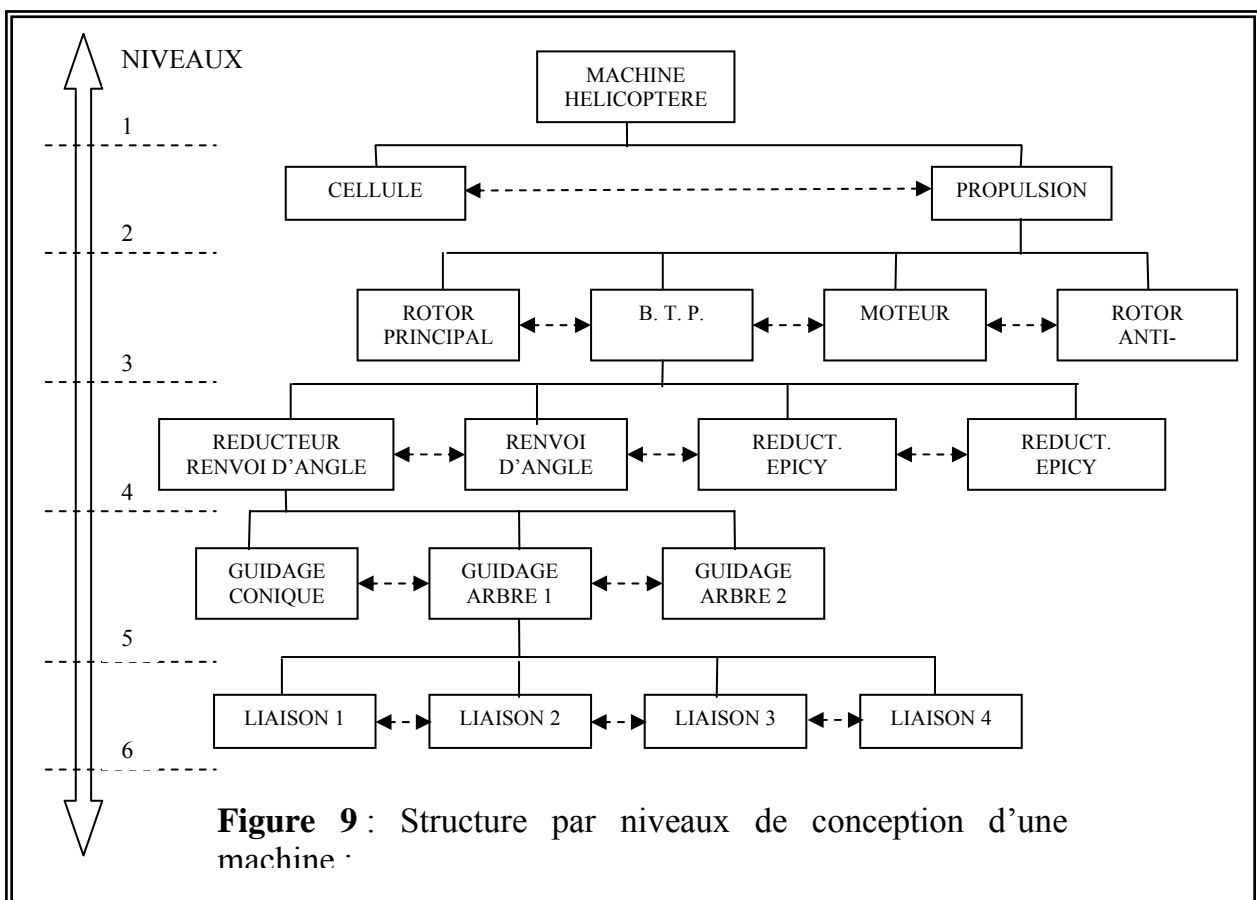 NIVEAUX
MACHINE
HELICOPTERE
1
CELLULE
PROPULSION
2
ROTOR
PRINCIPAL
B. T. P.
MOTEUR
ROTOR
ANTI-
3
REDUCTEUR
RENVOI D’ANGLE
RENVOI
D’ANGLE
REDUCT.
EPICY
REDUCT.
EPICY
4
GUIDAGE
CONIQUE
GUIDAGE
ARBRE 1
GUIDAGE
ARBRE 2
5
LIAISON 1
LIAISON 2
LIAISON 3
LIAISON 4
6
Figure 9 : Structure par niveaux de conception d’une
machine :